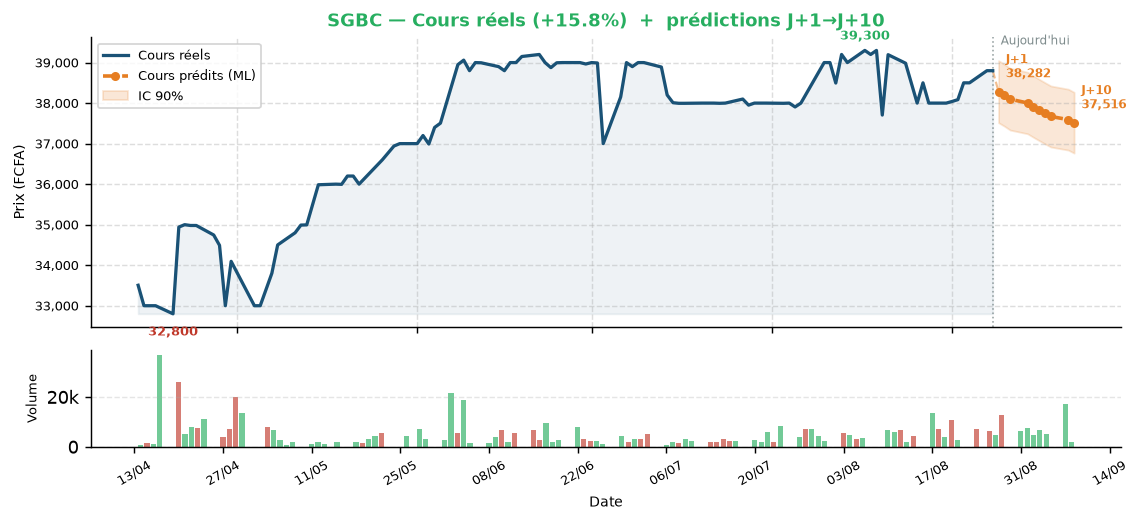 SGBC — Cours réels (+15.8%)  +  prédictions J+1→J+10
39,300
Aujourd'hui
Cours réels
Cours prédits (ML)
IC 90%
J+1
38,282
J+10
37,516
Prix (FCFA)
39,000
38,000
37,000
36,000
35,000
34,000
33,000
32,800
Volume
20k
0
13/04
27/04
11/05
25/05
08/06
22/06
06/07
20/07
03/08
17/08
31/08
14/09
Date